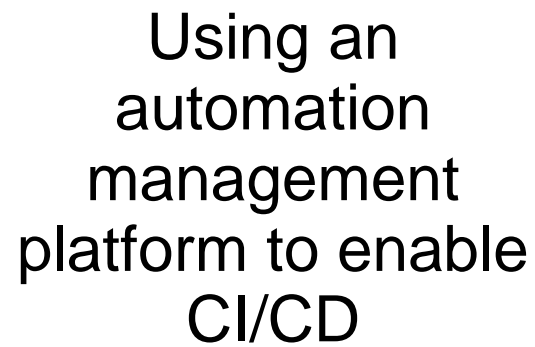 Using an
automation
management
platform to enable
CI/CD